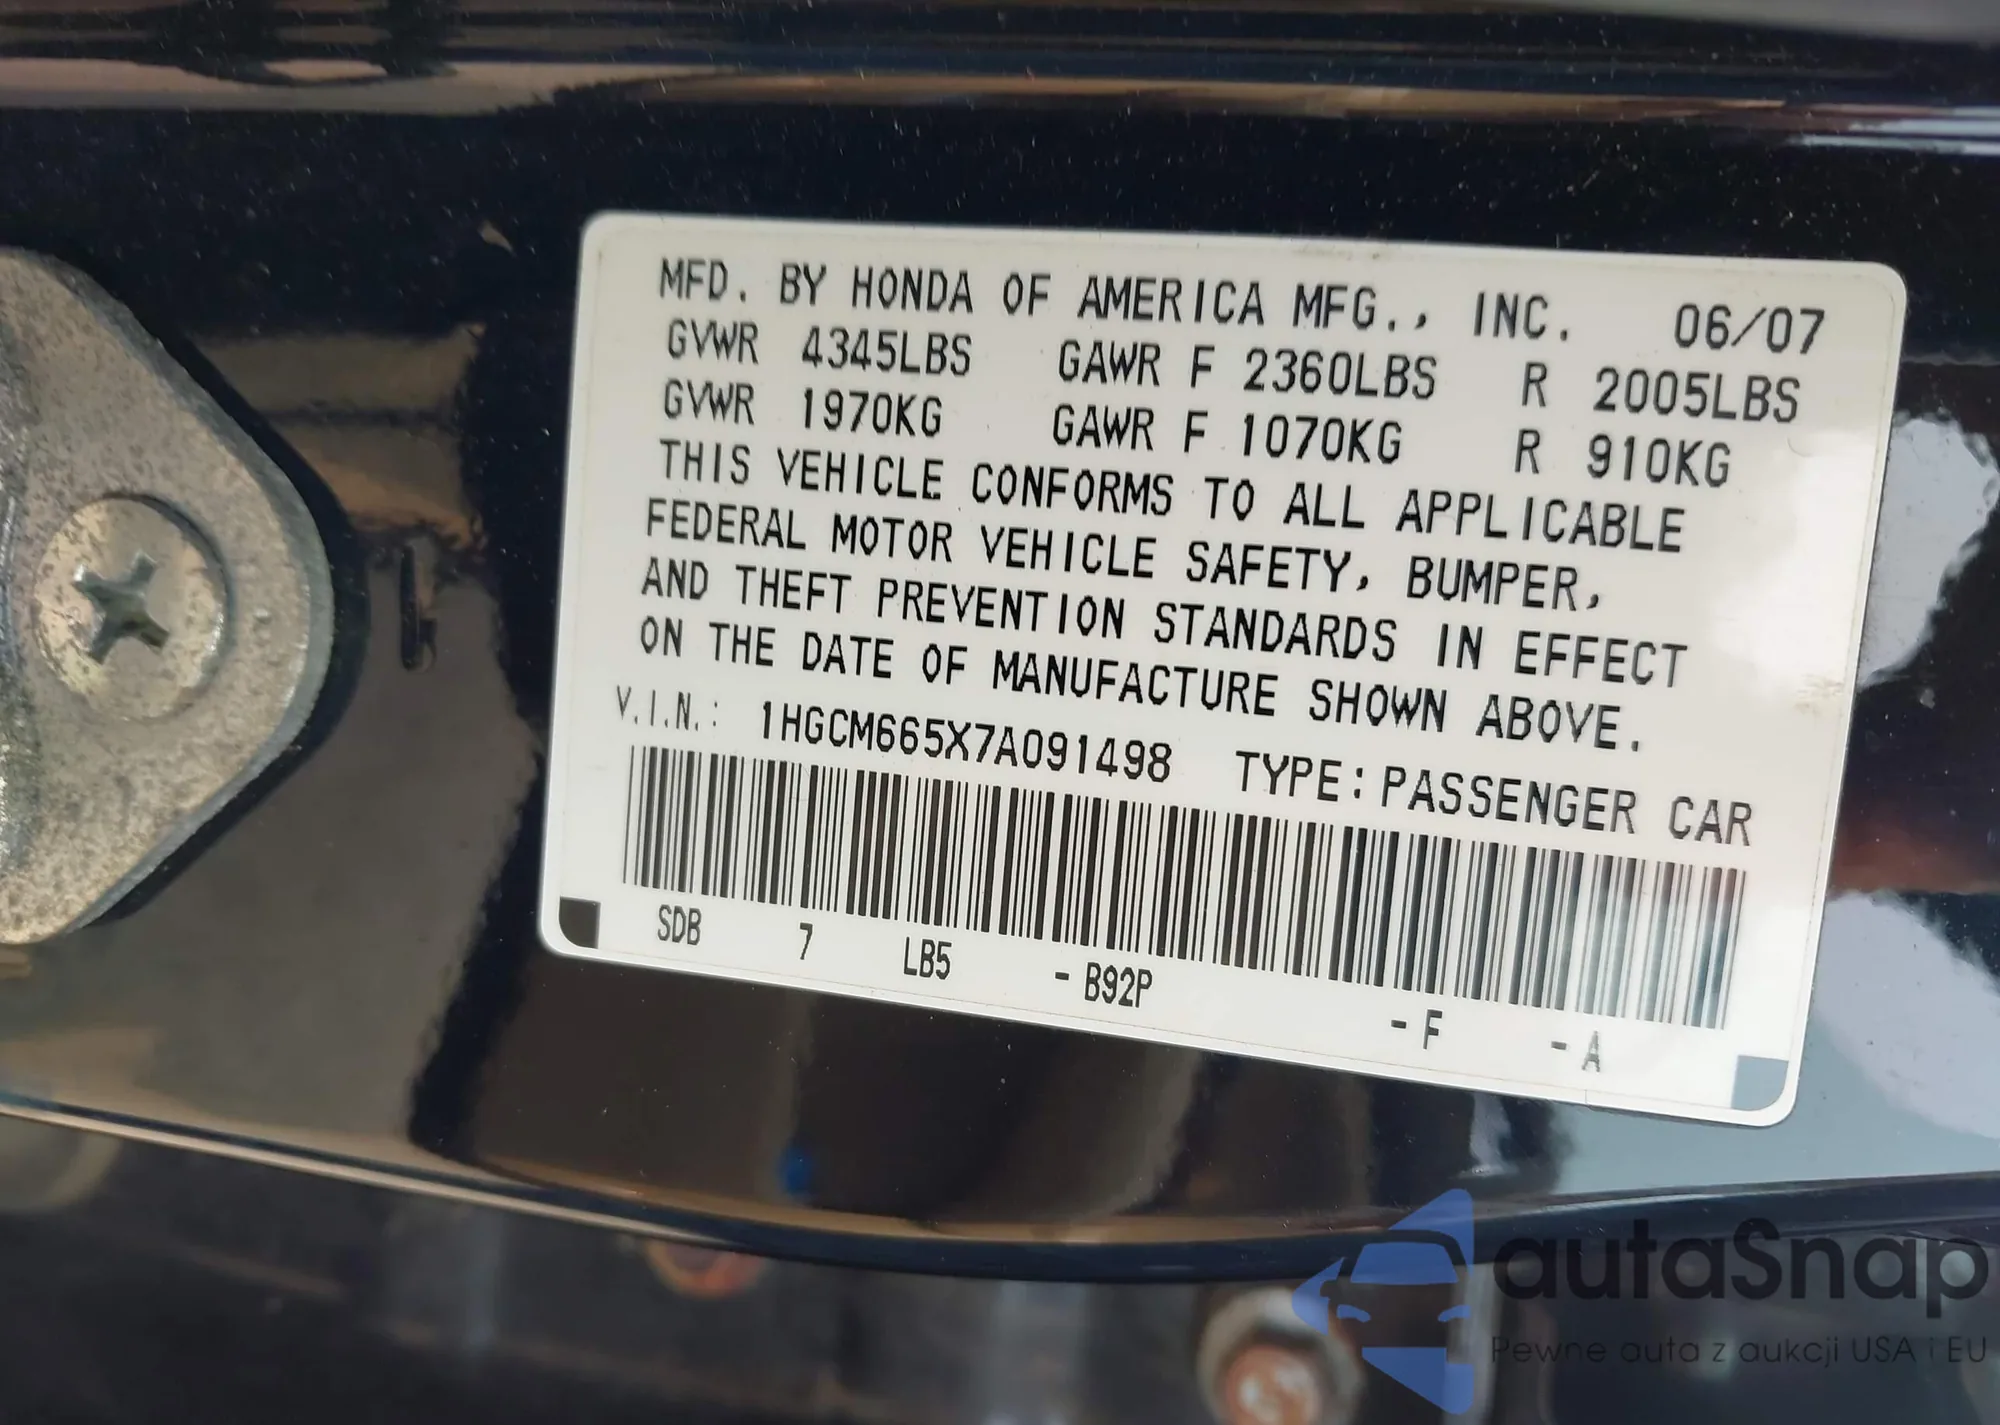 MFD. BY HONDA OF AMERICA MFG., INC. 06/07
GVWR 4345LBS GAWR F 2360LBS R 2005LBS
GVWR 1970KG GAWR F 1070KG R 910KG
THIS VEHICLE CONFORMS TO ALL APPLICABLE
FEDERAL MOTOR VEHICLE SAFETY, BUMPER,
AND THEFT PREVENTION STANDARDS IN EFFECT
ON THE DATE OF MANUFACTURE SHOWN ABOVE.
V.I.N.: 1HGCM665X7A091498 TYPE: PASSENGER CAR
SDB 7 LB5 - B92P - F - A
autaSnap
Pewne auta z aukcji USA i EU